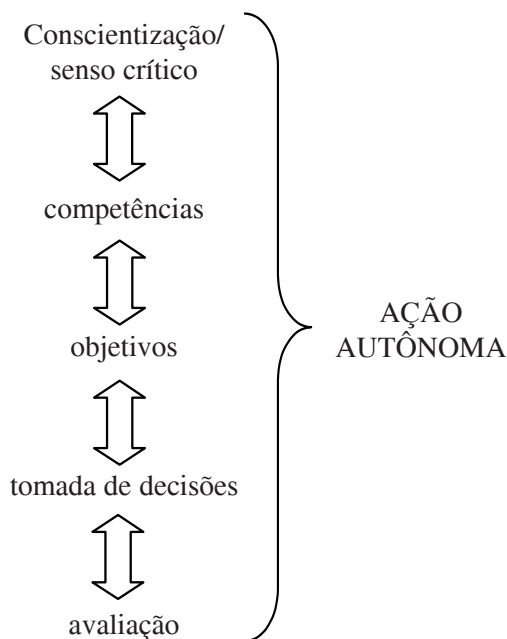 Conscientização/
senso crítico
competências
objetivos
AÇÃO
AUTÔNOMA
tomada de decisões
avaliação